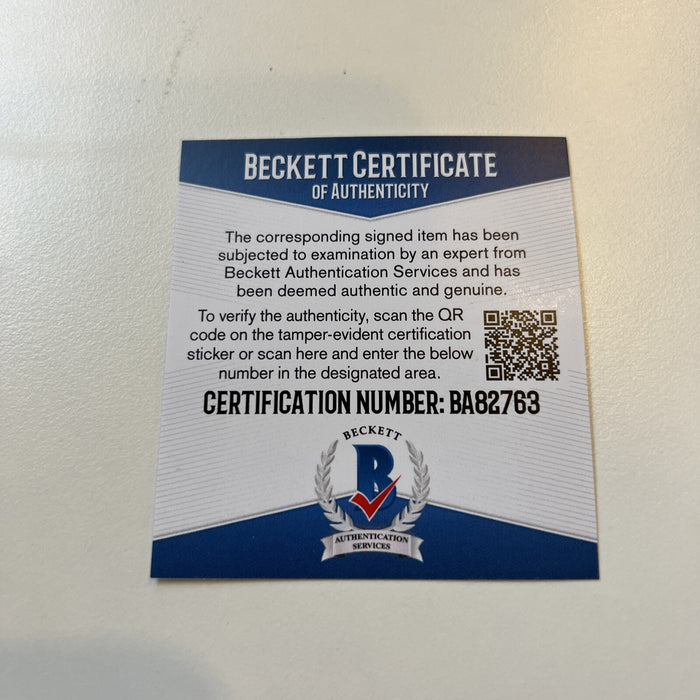 BECKETT CERTIFICATE
OF AUTHENTICITY
The corresponding signed item has been
subjected to examination by an expert from
Beckett Authentication Services and has
been deemed authentic and genuine.
To verify the authenticity, scan the QR
code on the tamper-evident certification
sticker or scan here and enter the below
number in the designated area.
CERTIFICATION NUMBER: BA82763
BECKETT
B
AUTHENTICATION
SERVICES